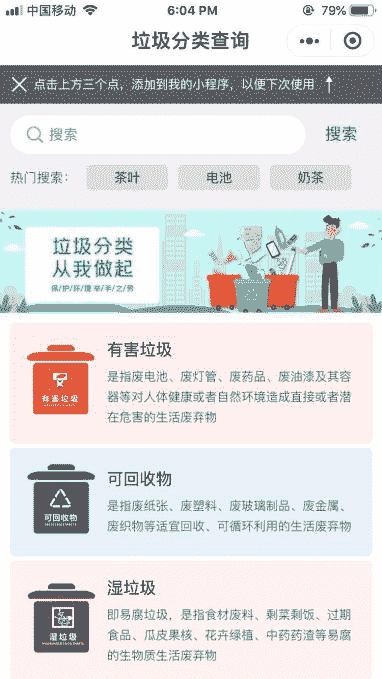 中国移动 6:04 PM 79%
垃圾分类查询
点击上方三个点，添加到我的小程序，以便下次使用
搜索 搜索
热门搜索： 茶叶 电池 奶茶
垃圾分类
从我做起
保/护/环/境 举/手/之/劳
有害垃圾
有害垃圾
是指废电池、废灯管、废药品、废油漆及其容
器等对人体健康或者自然环境造成直接或者潜
在危害的生活废弃物
可回收物
可回收物
是指废纸张、废塑料、废玻璃制品、废金属、
废织物等适宜回收、可循环利用的生活废弃物
湿垃圾
湿垃圾
即易腐垃圾，是指食材废料、剩菜剩饭、过期
食品、瓜皮果核、花卉绿植、中药药渣等易腐
的生物质生活废弃物